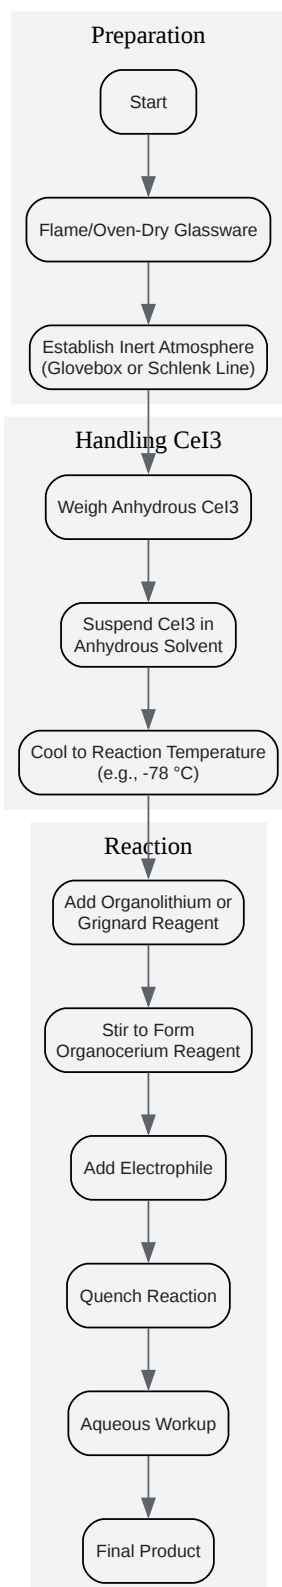 Preparation
Start
Flame/Oven-Dry Glassware
Establish Inert Atmosphere
(Glovebox or Schlenk Line)
Handling CeI3
Weigh Anhydrous CeI3
Suspend CeI3 in
Anhydrous Solvent
Cool to Reaction Temperature
(e.g., -78 °C)
Reaction
Add Organolithium or
Grignard Reagent
Stir to Form
Organocerium Reagent
Add Electrophile
Quench Reaction
Aqueous Workup
Final Product